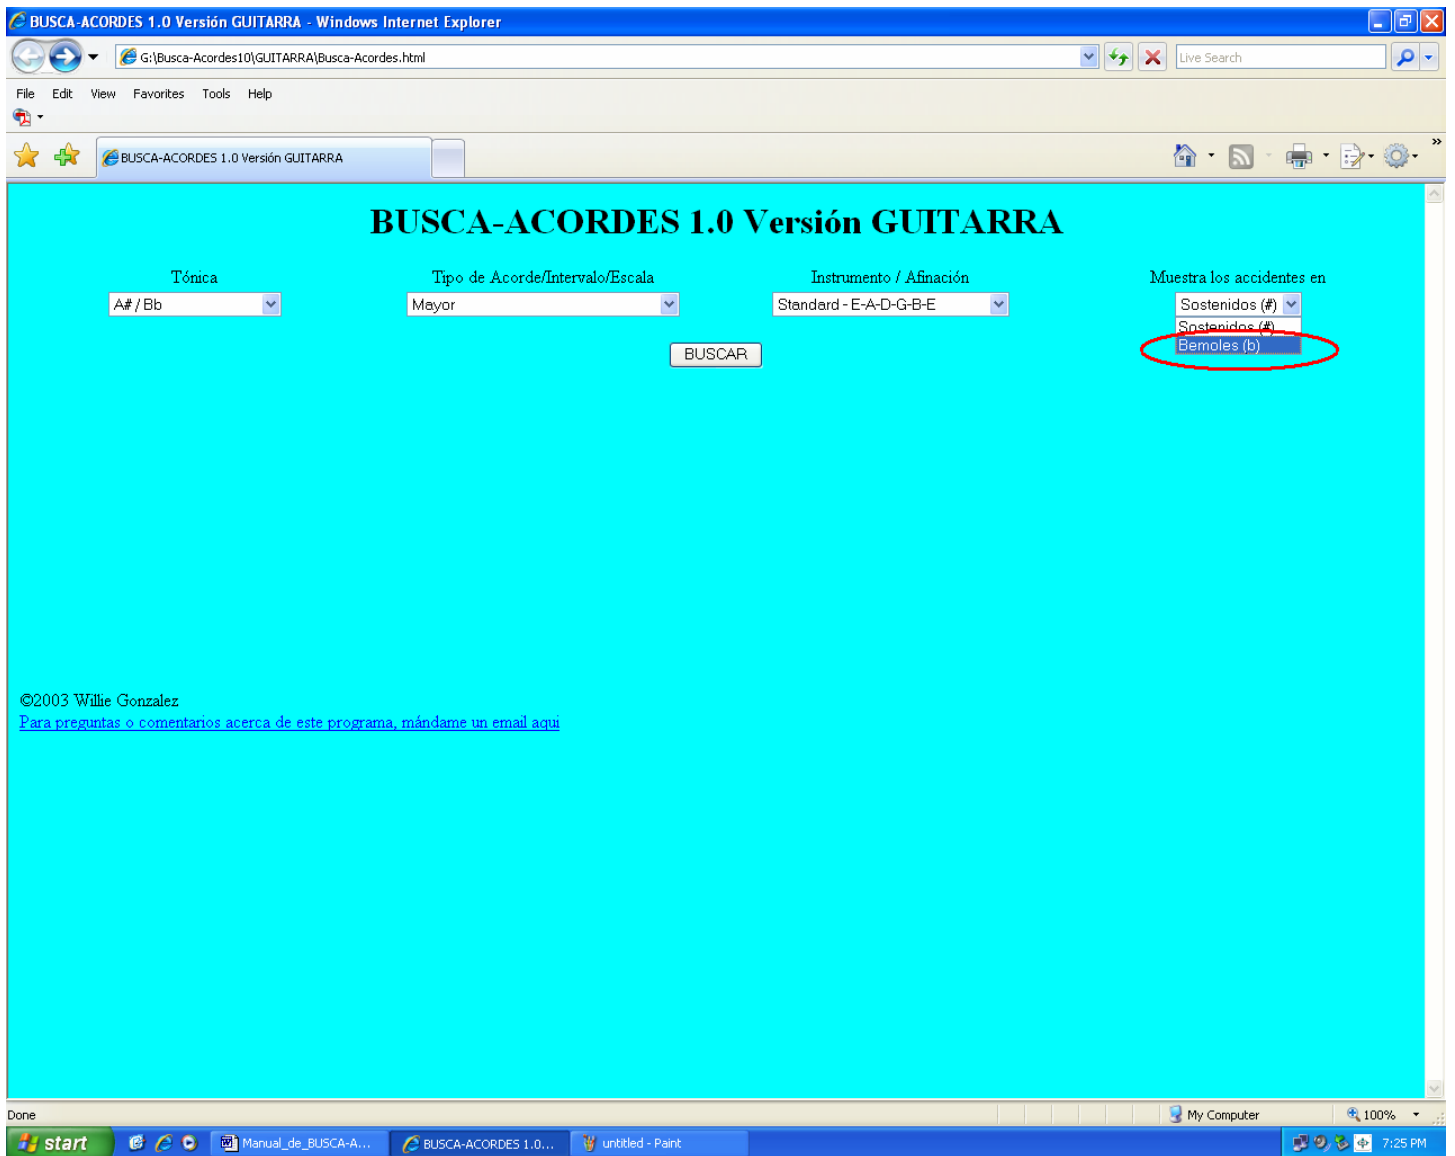 BUSCA-ACORDES 1.0 Versión GUITARRA - Windows Internet Explorer
G:\Busca-Acordes10\GUITARRA\Busca-Acordes.html
Live Search
File Edit View Favorites Tools Help
BUSCA-ACORDES 1.0 Versión GUITARRA
BUSCA-ACORDES 1.0 Versión GUITARRA
Tónica Tipo de Acorde/Intervalo/Escala Instrumento / Afinación Muestra los accidentes en
A# / Bb Mayor Standard - E-A-D-G-B-E Sostenidos (#)
Sostenidos (#)
Bemoles (b)
BUSCAR
©2003 Willie Gonzalez
Para preguntas o comentarios acerca de este programa, mándame un email aqui
Done My Computer 100%
start Manual_de_BUSCA-A... BUSCA-ACORDES 1.0... untitled - Paint 7:25 PM